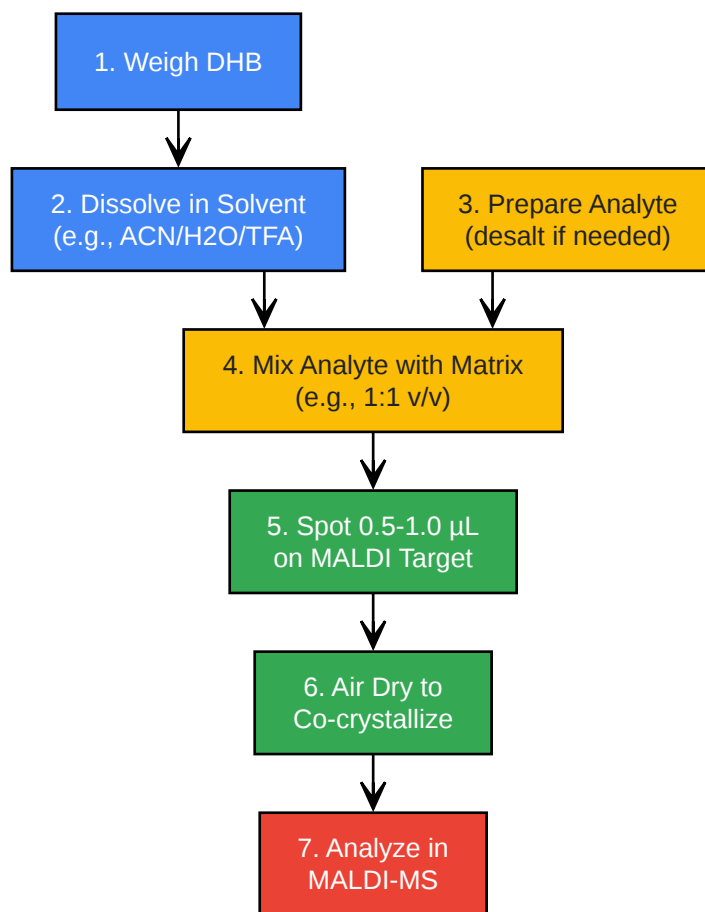 1. Weigh DHB
2. Dissolve in Solvent
(e.g., ACN/H2O/TFA)
3. Prepare Analyte
(desalt if needed)
4. Mix Analyte with Matrix
(e.g., 1:1 v/v)
5. Spot 0.5-1.0 µL
on MALDI Target
6. Air Dry to
Co-crystallize
7. Analyze in
MALDI-MS